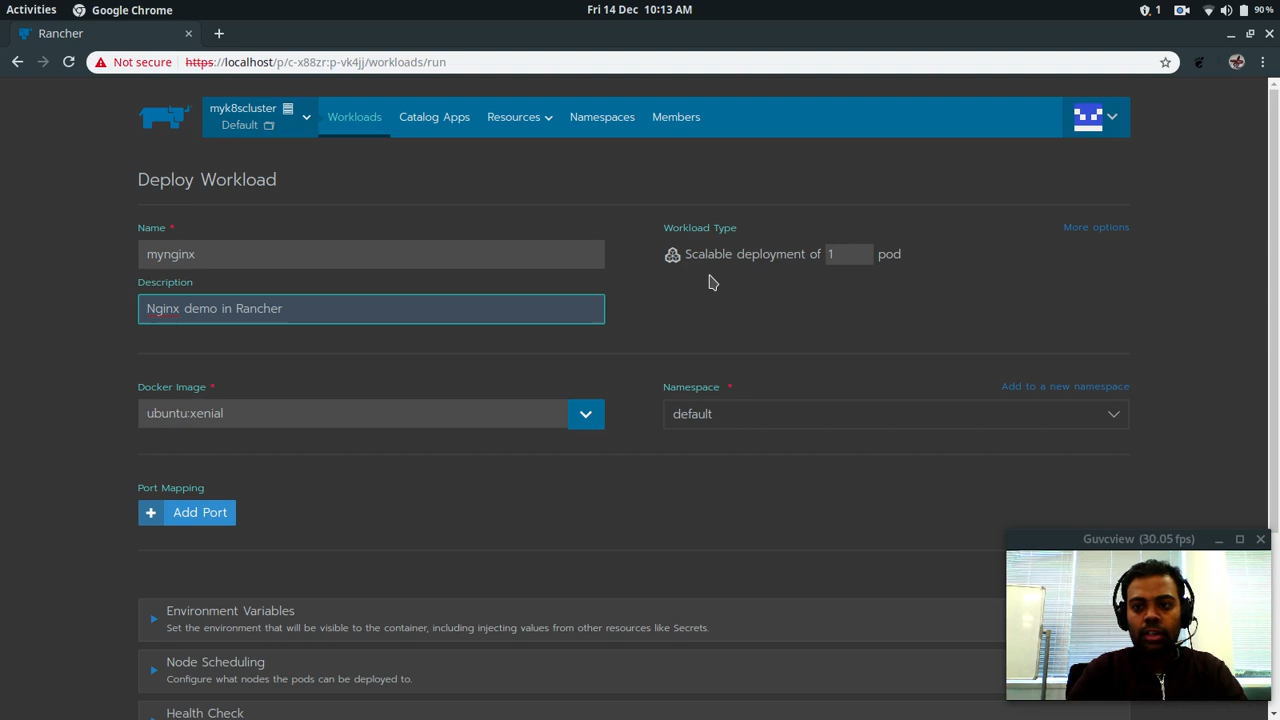 Activities
Google Chrome
Fri 14 Dec 10:13 AM
1
90%
Rancher
Not secure
https://localhost/p/c-x88zr:p-vk4jj/workloads/run
myk8scluster
Default
Workloads
Catalog Apps
Resources
Namespaces
Members
Deploy Workload
Name *
mynginx
Description
Nginx demo in Rancher
Workload Type
More options
Scalable deployment of 1 pod
Docker Image *
ubuntu:xenial
Namespace *
Add to a new namespace
default
Port Mapping
+ Add Port
Environment Variables
Set the environment that will be visible to the container, including injecting values from other resources like Secrets.
Node Scheduling
Configure what nodes the pods can be deployed to.
Health Check
Guvcview (30.05 fps)